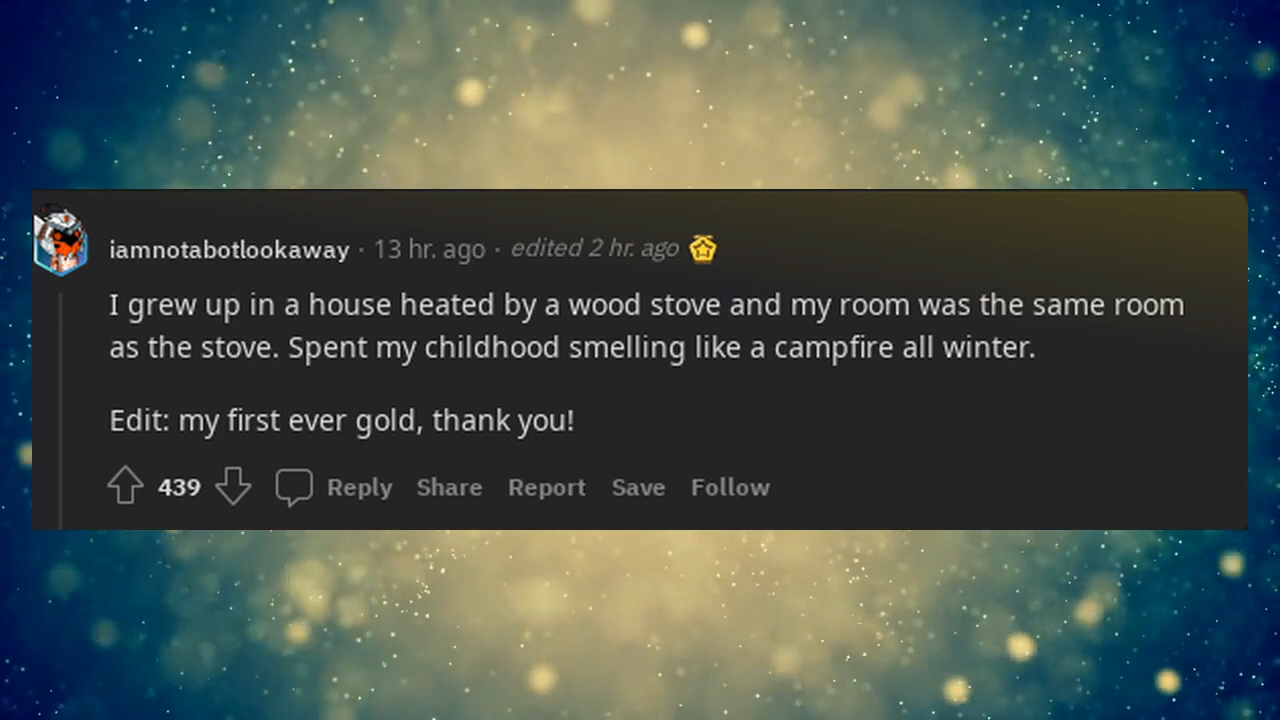 iamnotabotlookaway · 13 hr. ago · edited 2 hr. ago
I grew up in a house heated by a wood stove and my room was the same room
as the stove. Spent my childhood smelling like a campfire all winter.
Edit: my first ever gold, thank you!
439 Reply Share Report Save Follow